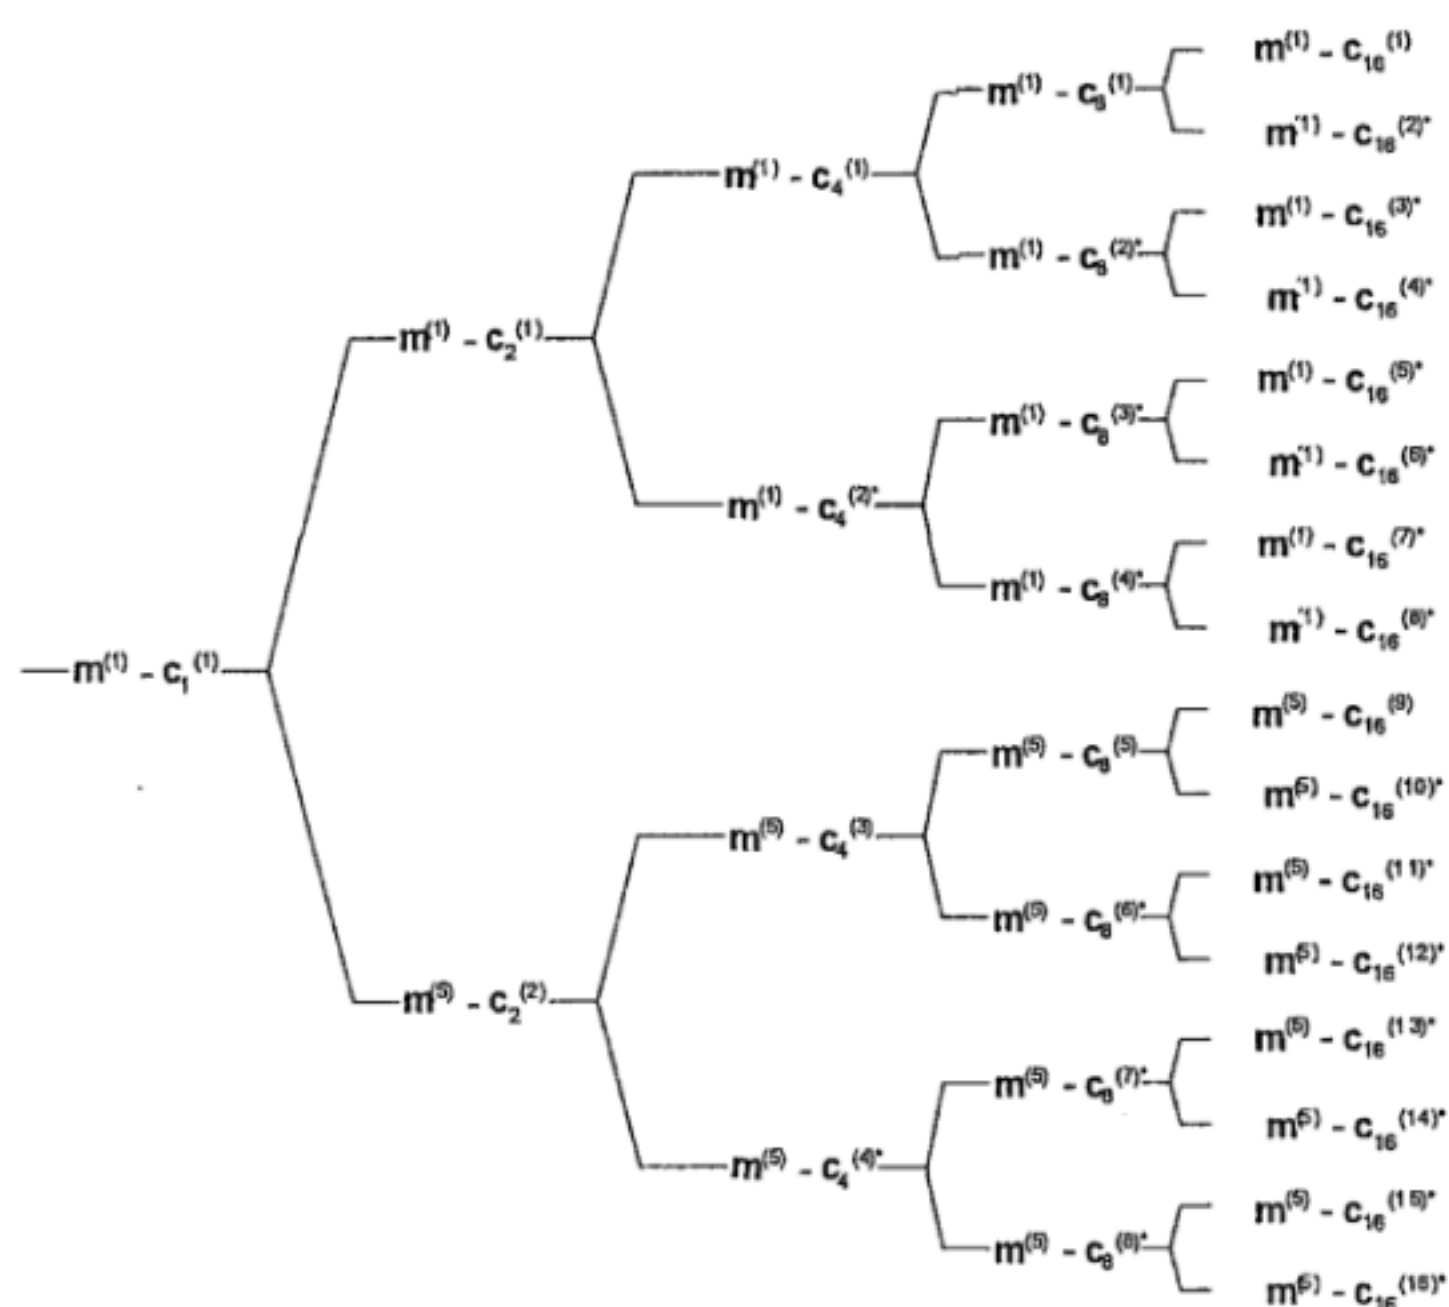 m⁽¹⁾ - c₁₆⁽¹⁾
m⁽¹⁾ - c₈⁽¹⁾
m⁽¹⁾ - c₁₆⁽²⁾*
m⁽¹⁾ - c₄⁽¹⁾
m⁽¹⁾ - c₁₆⁽³⁾*
m⁽¹⁾ - c₈⁽²⁾*
m⁽¹⁾ - c₁₆⁽⁴⁾*
m⁽¹⁾ - c₂⁽¹⁾
m⁽¹⁾ - c₁₆⁽⁵⁾*
m⁽¹⁾ - c₈⁽³⁾*
m⁽¹⁾ - c₁₆⁽⁶⁾*
m⁽¹⁾ - c₄⁽²⁾*
m⁽¹⁾ - c₁₆⁽⁷⁾*
m⁽¹⁾ - c₈⁽⁴⁾*
m⁽¹⁾ - c₁₆⁽⁸⁾*
m⁽¹⁾ - c₁⁽¹⁾
m⁽⁵⁾ - c₁₆⁽⁹⁾
m⁽⁵⁾ - c₈⁽⁵⁾
m⁽⁵⁾ - c₁₆⁽¹⁰⁾*
m⁽⁵⁾ - c₄⁽³⁾
m⁽⁵⁾ - c₁₆⁽¹¹⁾*
m⁽⁵⁾ - c₈⁽⁶⁾*
m⁽⁵⁾ - c₁₆⁽¹²⁾*
m⁽⁵⁾ - c₂⁽²⁾
m⁽⁵⁾ - c₁₆⁽¹³⁾*
m⁽⁵⁾ - c₈⁽⁷⁾*
m⁽⁵⁾ - c₁₆⁽¹⁴⁾*
m⁽⁵⁾ - c₄⁽⁴⁾*
m⁽⁵⁾ - c₁₆⁽¹⁵⁾*
m⁽⁵⁾ - c₈⁽⁸⁾*
m⁽⁵⁾ - c₁₆⁽¹⁶⁾*